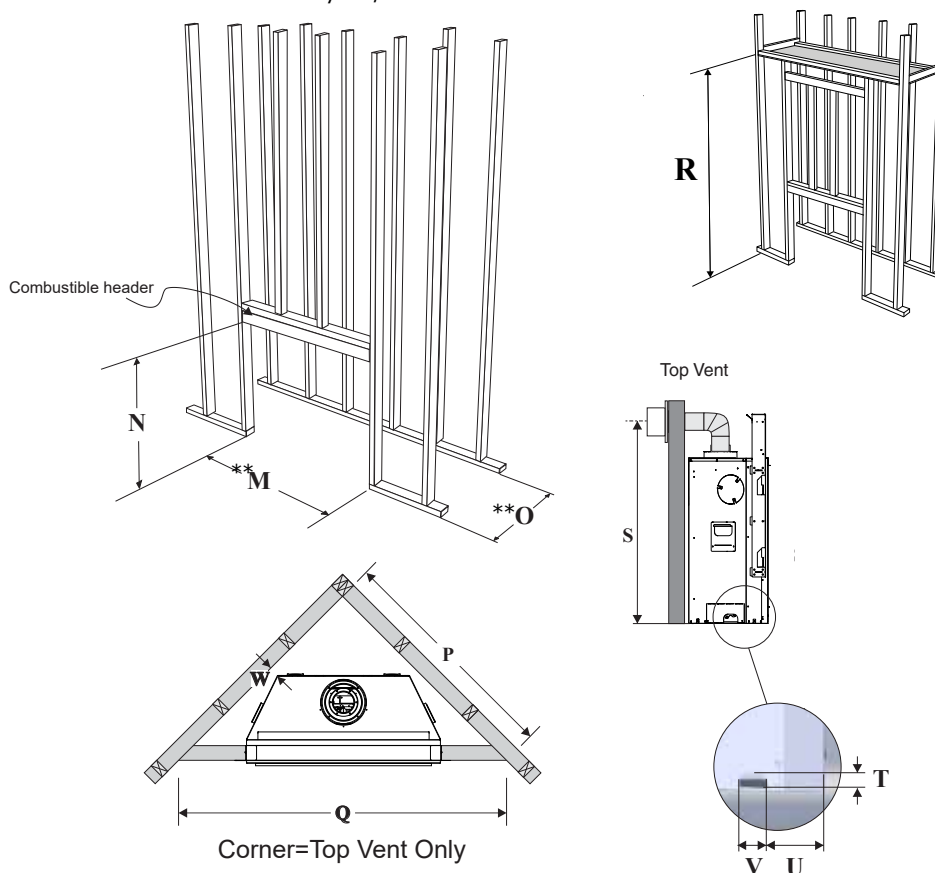 R
Combustible header
N
**M
**O
Top Vent
S
P
W
Q
T
Corner=Top Vent Only
V U